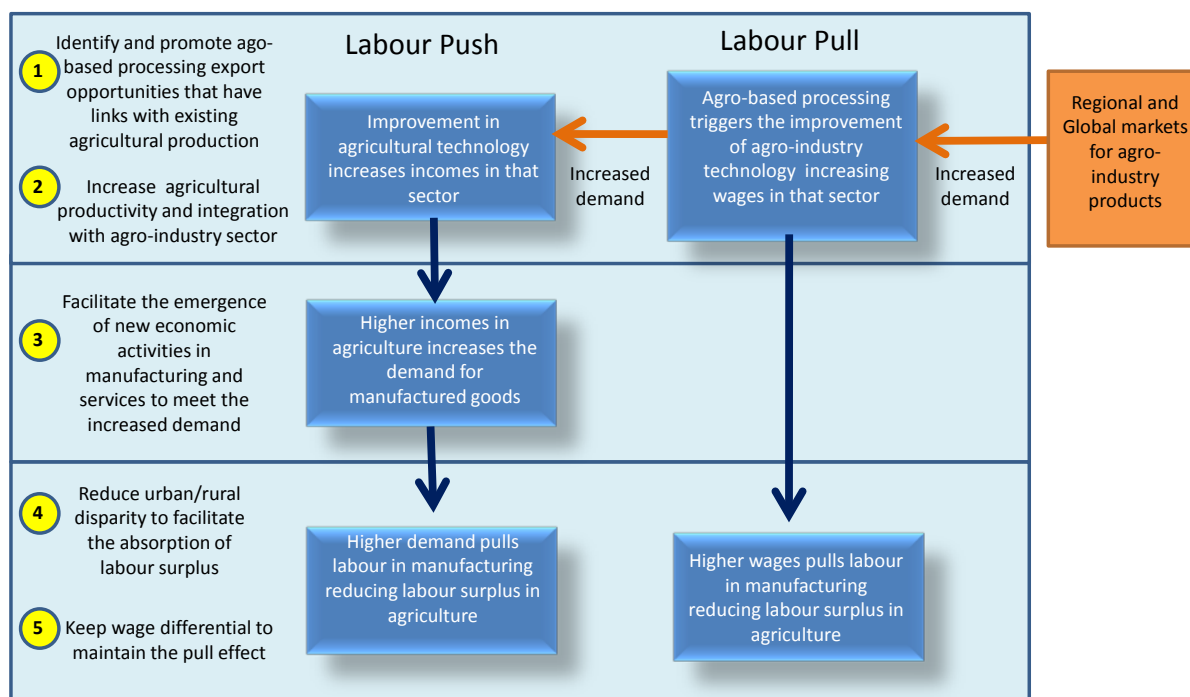 Labour Push
Labour Pull
1
Identify and promote ago-
based processing export
opportunities that have
links with existing
agricultural production
2
Increase agricultural
productivity and integration
with agro-industry sector
Improvement in
agricultural technology
increases incomes in that
sector
Increased
demand
Agro-based processing
triggers the improvement
of agro-industry
technology increasing
wages in that sector
Increased
demand
Regional and
Global markets
for agro-
industry
products
3
Facilitate the emergence
of new economic
activities in
manufacturing and
services to meet the
increased demand
Higher incomes in
agriculture increases the
demand for
manufactured goods
4
Reduce urban/rural
disparity to facilitate
the absorption of
labour surplus
5
Keep wage differential to
maintain the pull effect
Higher demand pulls
labour in manufacturing
reducing labour surplus in
agriculture
Higher wages pulls labour
in manufacturing
reducing labour surplus in
agriculture